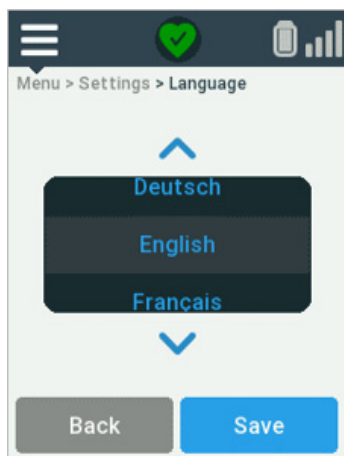 Menu > Settings > Language
Deutsch
English
Français
Back Save